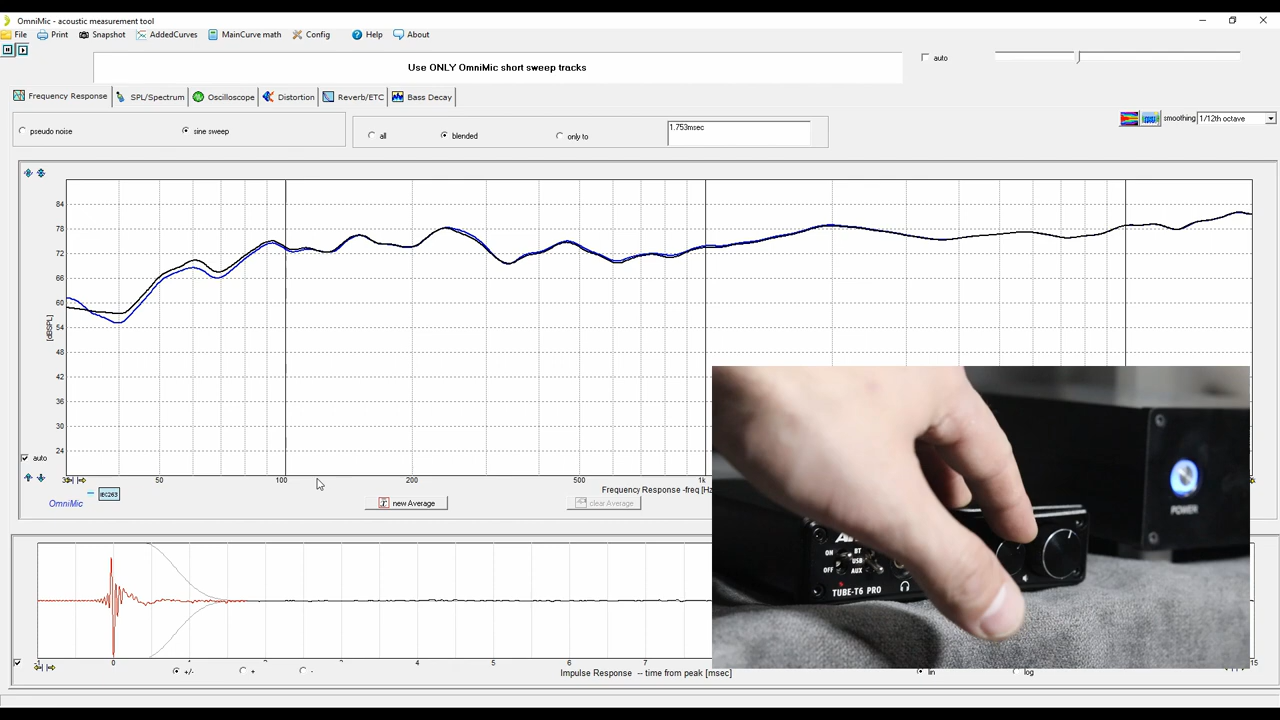 OmniMic - acoustic measurement tool
File Print Snapshot AddedCurves MainCurve math Config Help About
Use ONLY OmniMic short sweep tracks
auto
Frequency Response SPL/Spectrum Oscilloscope Distortion Reverb/ETC Bass Decay
pseudo noise sine sweep all blended only to 1.753msec smoothing 1/12th octave
84
78
72
66
60
54
[dBSPL]
48
42
36
30
24
auto
50 100 200 500 1k
Frequency Response -freq [Hz
OmniMic IEC263 new Average clear Average
POWER
ON BT
USB
OFF AUX
TUBE-T6 PRO
0 2 3 4 5 6 7 15
+/- + - Impulse Response -- time from peak [msec] lin log